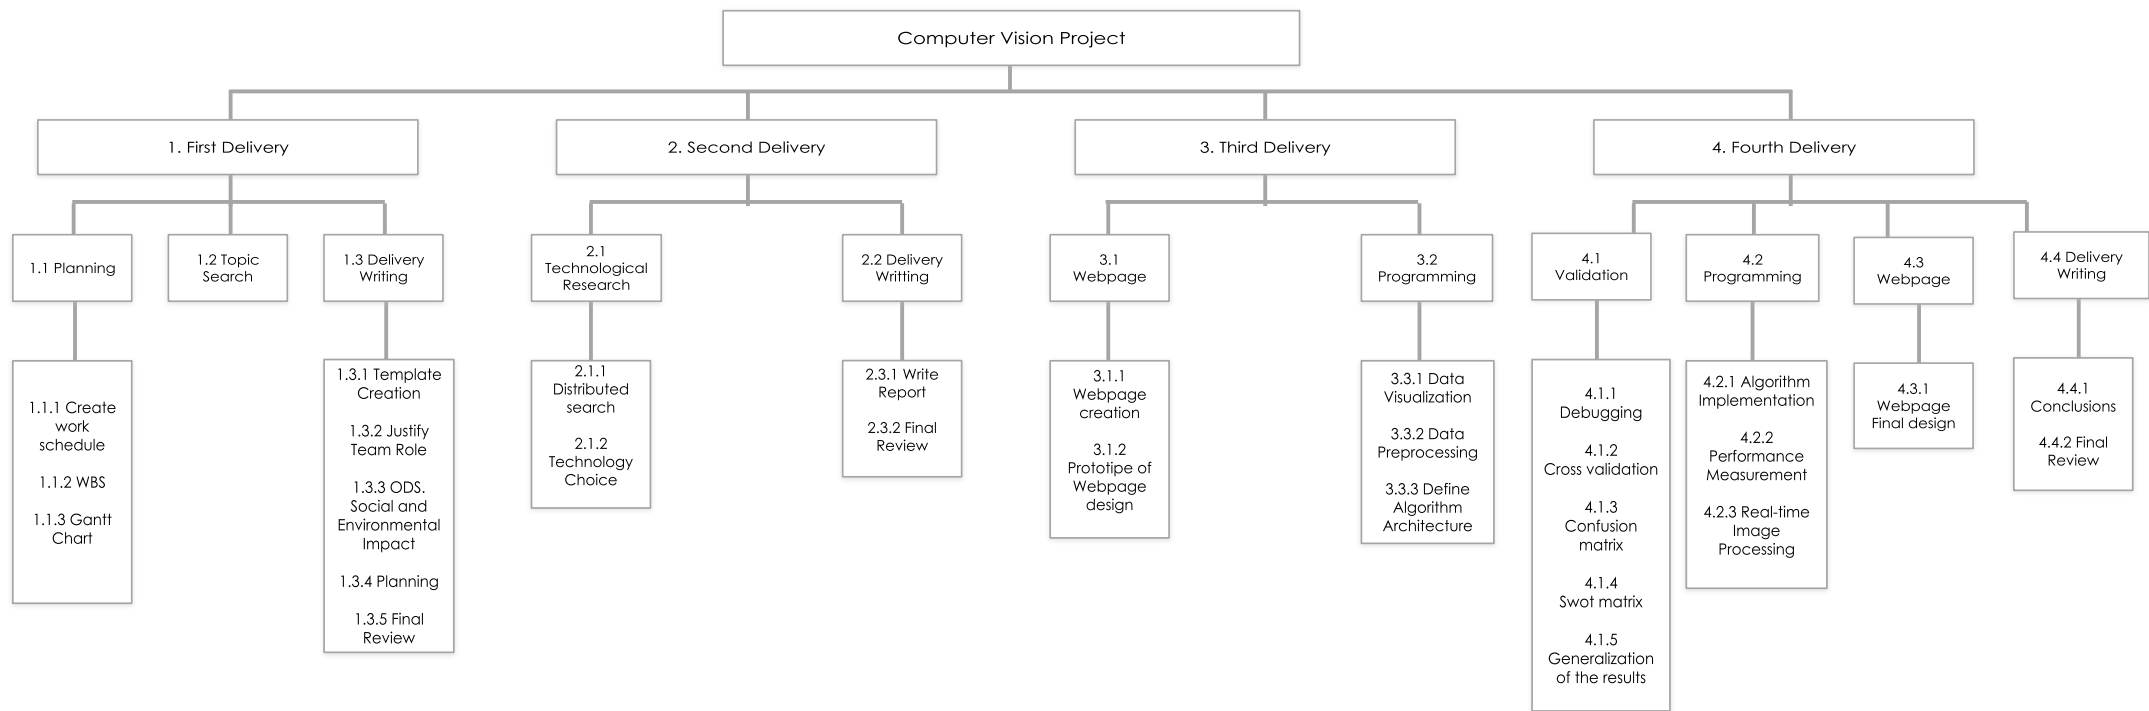 Computer Vision Project
1. First Delivery
2. Second Delivery
3. Third Delivery
4. Fourth Delivery
1.1 Planning
1.2 Topic
Search
1.3 Delivery
Writing
2.1
Technological
Research
2.2 Delivery
Writting
3.1
Webpage
3.2
Programming
4.1
Validation
4.2
Programming
4.3
Webpage
4.4 Delivery
Writing
1.1.1 Create
work
schedule
1.1.2 WBS
1.1.3 Gantt
Chart
1.3.1 Template
Creation
1.3.2 Justify
Team Role
1.3.3 ODS.
Social and
Environmental
Impact
1.3.4 Planning
1.3.5 Final
Review
2.1.1
Distributed
search
2.1.2
Technology
Choice
2.3.1 Write
Report
2.3.2 Final
Review
3.1.1
Webpage
creation
3.1.2
Prototipe of
Webpage
design
3.3.1 Data
Visualization
3.3.2 Data
Preprocessing
3.3.3 Define
Algorithm
Architecture
4.1.1
Debugging
4.1.2
Cross validation
4.1.3
Confusion
matrix
4.1.4
Swot matrix
4.1.5
Generalization
of the results
4.2.1 Algorithm
Implementation
4.2.2
Performance
Measurement
4.2.3 Real-time
Image
Processing
4.3.1
Webpage
Final design
4.4.1
Conclusions
4.4.2 Final
Review